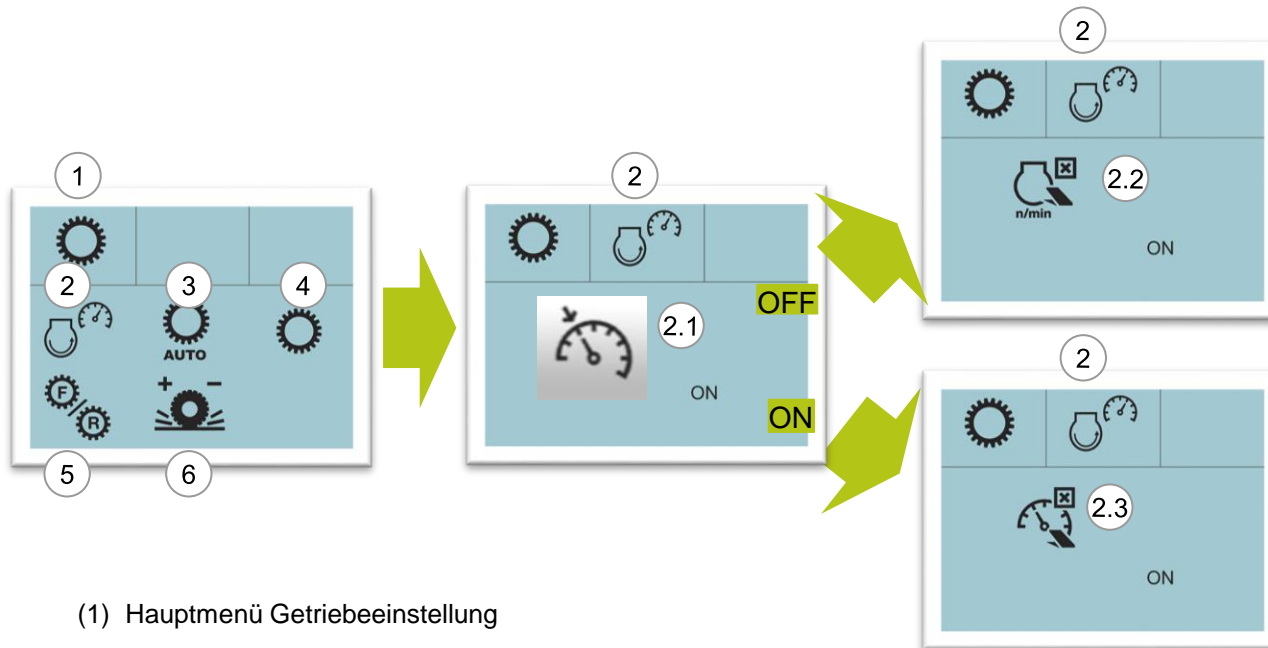 2
1
2
2.2
n/min
ON
2
3
4
2.1
OFF
AUTO
F
R
+
-
ON
ON
5
6
2
2.3
ON
(1) Hauptmenü Getriebeeinstellung